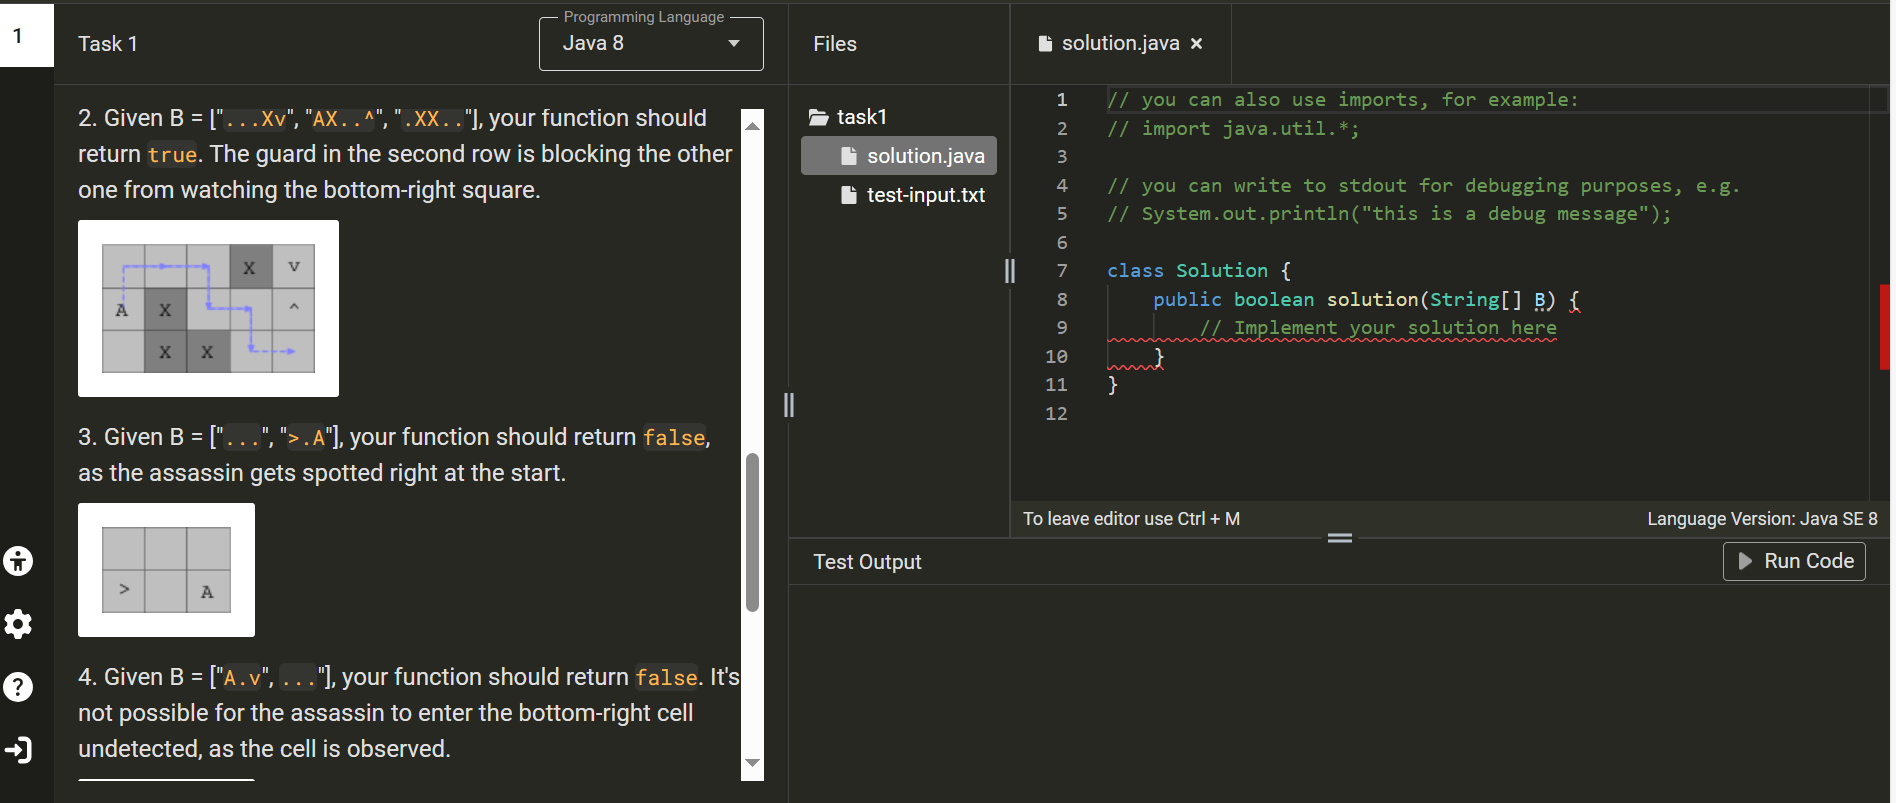 1
Task 1
Programming Language
Java 8
2. Given B = ["...Xv", "AX..^", ".XX.."], your function should
return true. The guard in the second row is blocking the other
one from watching the bottom-right square.
X v
A X ^
X X
3. Given B = ["...", ">.A"], your function should return false,
as the assassin gets spotted right at the start.
> A
4. Given B = ["A.v", ..."], your function should return false. It's
not possible for the assassin to enter the bottom-right cell
undetected, as the cell is observed.
Files
task1
solution.java
test-input.txt
solution.java ×
1 // you can also use imports, for example:
2 // import java.util.*;
3
4 // you can write to stdout for debugging purposes, e.g.
5 // System.out.println("this is a debug message");
6
7 class Solution {
8 public boolean solution(String[] B) {
9 // Implement your solution here
10 }
11 }
12
To leave editor use Ctrl + M
Language Version: Java SE 8
Test Output
Run Code